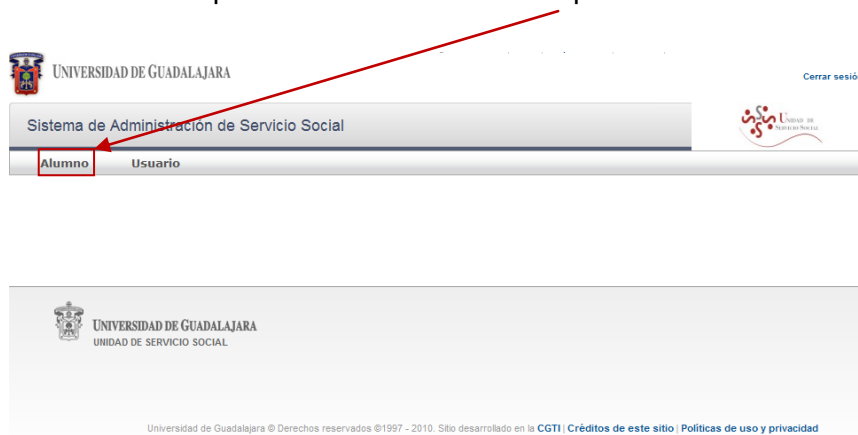 UNIVERSIDAD DE GUADALAJARA
Cerrar sesió
Sistema de Administración de Servicio Social
UNIDAD DE
SERVICIO SOCIAL
Alumno Usuario
UNIVERSIDAD DE GUADALAJARA
UNIDAD DE SERVICIO SOCIAL
Universidad de Guadalajara © Derechos reservados ©1997 - 2010. Sitio desarrollado en la CGTI | Créditos de este sitio | Políticas de uso y privacidad